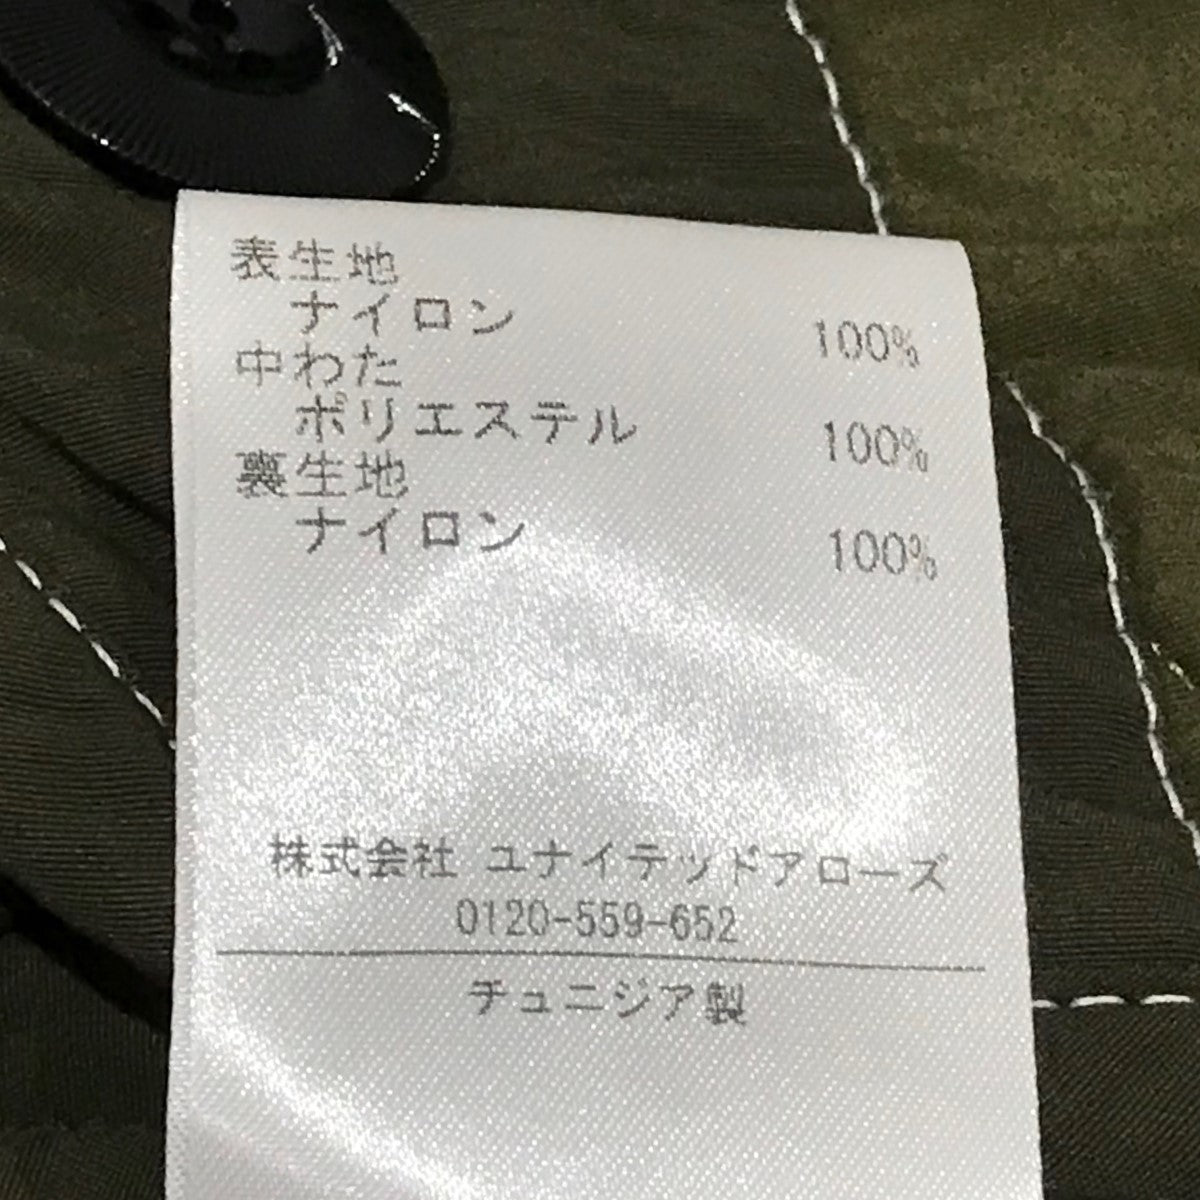 表生地
ナイロン 100%
中わた
ポリエステル 100%
裏生地
ナイロン 100%
株式会社 ユナイテッドアローズ
0120-559-652
チュニジア製